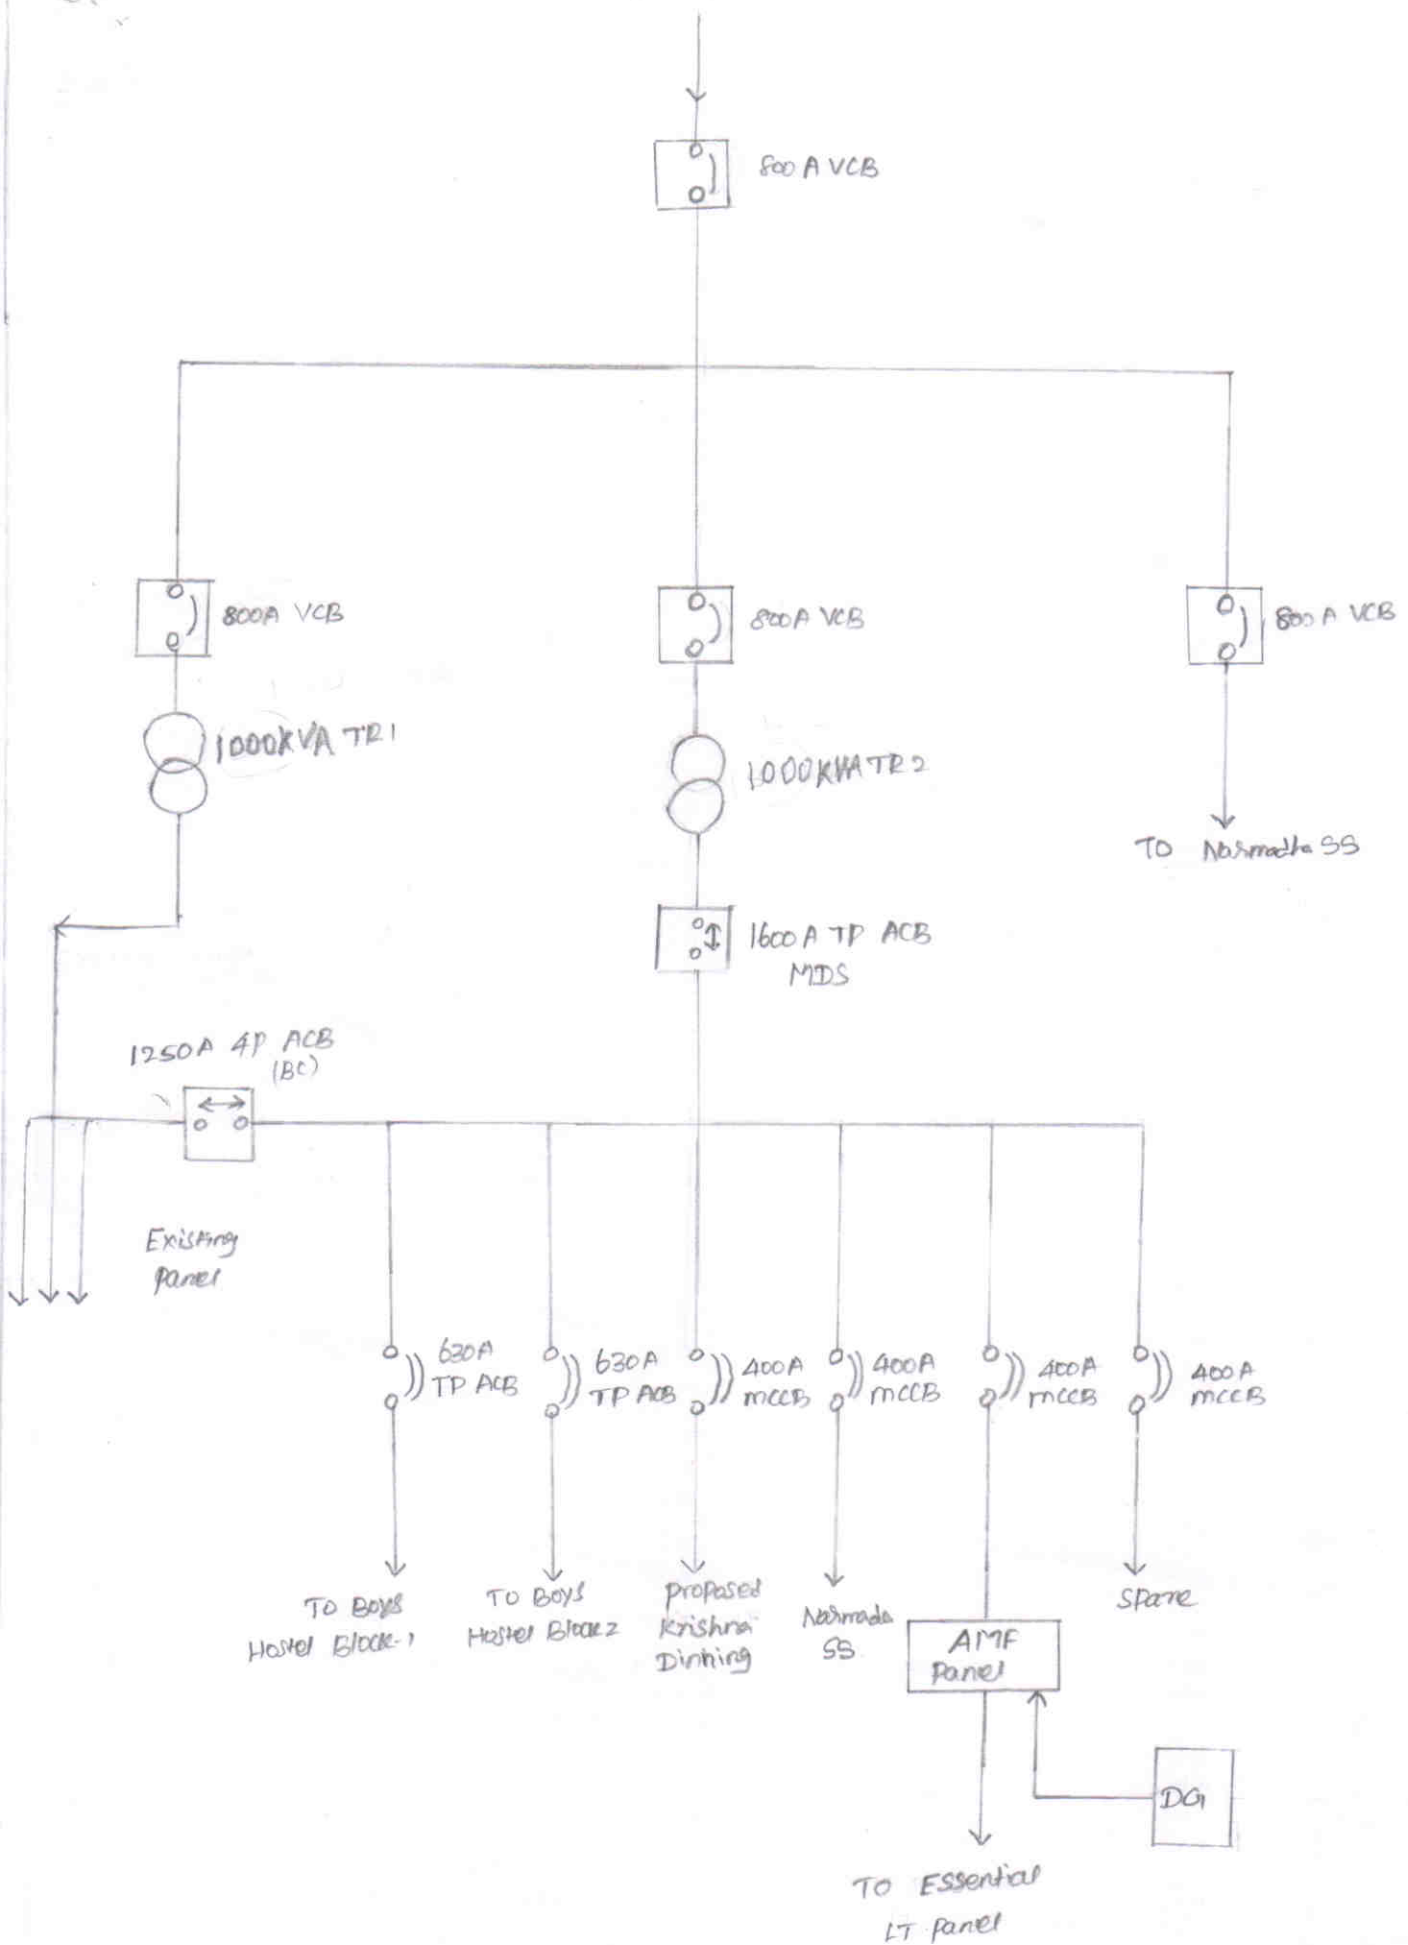 800 A VCB
800A VCB
800A VCB
800 A VCB
1000KVA TR1
1000KVA TR2
TO Narmadha SS
1600 A TP ACB
MDS
1250A 4P ACB
(BC)
Existing
Panel
630A
TP ACB
630A
TP ACB
400A
MCCB
400A
MCCB
400A
MCCB
400A
MCCB
TO Boys
Hostel Block-1
TO Boys
Hostel Block 2
Proposed
Krishna
Dinning
Narmada
SS
AMF
Panel
Spare
DG
TO Essential
LT Panel